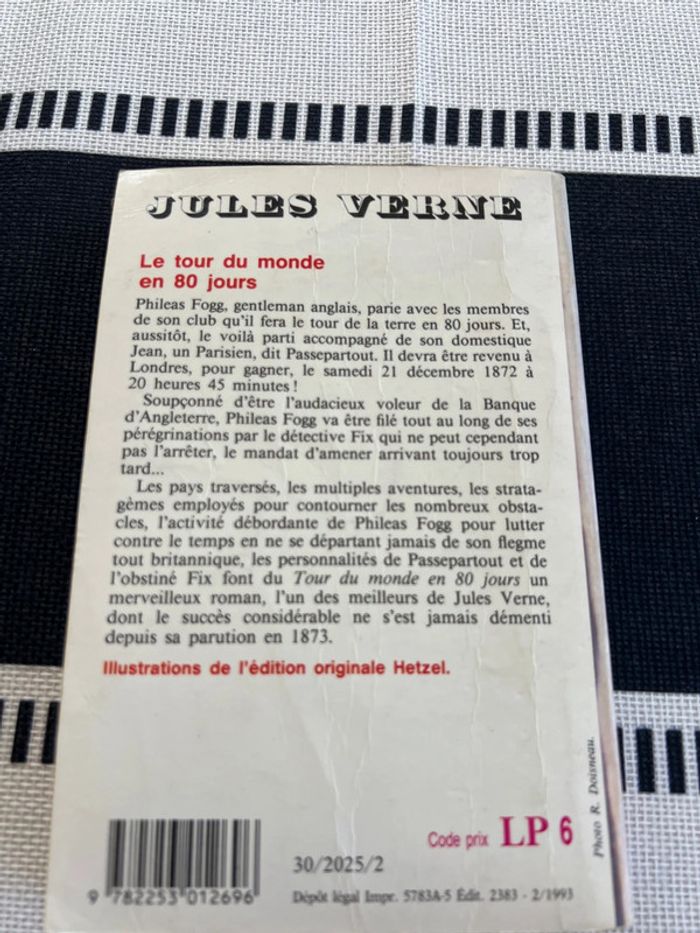 JULES VERNE
Le tour du monde
en 80 jours
Phileas Fogg, gentleman anglais, parie avec les membres
de son club qu'il fera le tour de la terre en 80 jours. Et,
aussitôt, le voilà parti accompagné de son domestique
Jean, un Parisien, dit Passepartout. Il devra être revenu à
Londres, pour gagner, le samedi 21 décembre 1872 à
20 heures 45 minutes !
Soupçonné d'être l'audacieux voleur de la Banque
d'Angleterre, Phileas Fogg va être filé tout au long de ses
pérégrinations par le détective Fix qui ne peut cependant
pas l'arrêter, le mandat d'amener arrivant toujours trop
tard...
Les pays traversés, les multiples aventures, les strata-
gèmes employés pour contourner les nombreux obsta-
cles, l'activité débordante de Phileas Fogg pour lutter
contre le temps en ne se départant jamais de son flegme
tout britannique, les personnalités de Passepartout et de
l'obstiné Fix font du Tour du monde en 80 jours un
merveilleux roman, l'un des meilleurs de Jules Verne,
dont le succès considérable ne s'est jamais démenti
depuis sa parution en 1873.
Illustrations de l'édition originale Hetzel.
Photo R. Doisneau.
Code prix LP 6
30/2025/2
9 782253 012696
Dépôt légal Impr. 5783A-5 Édit. 2383 - 2/1993